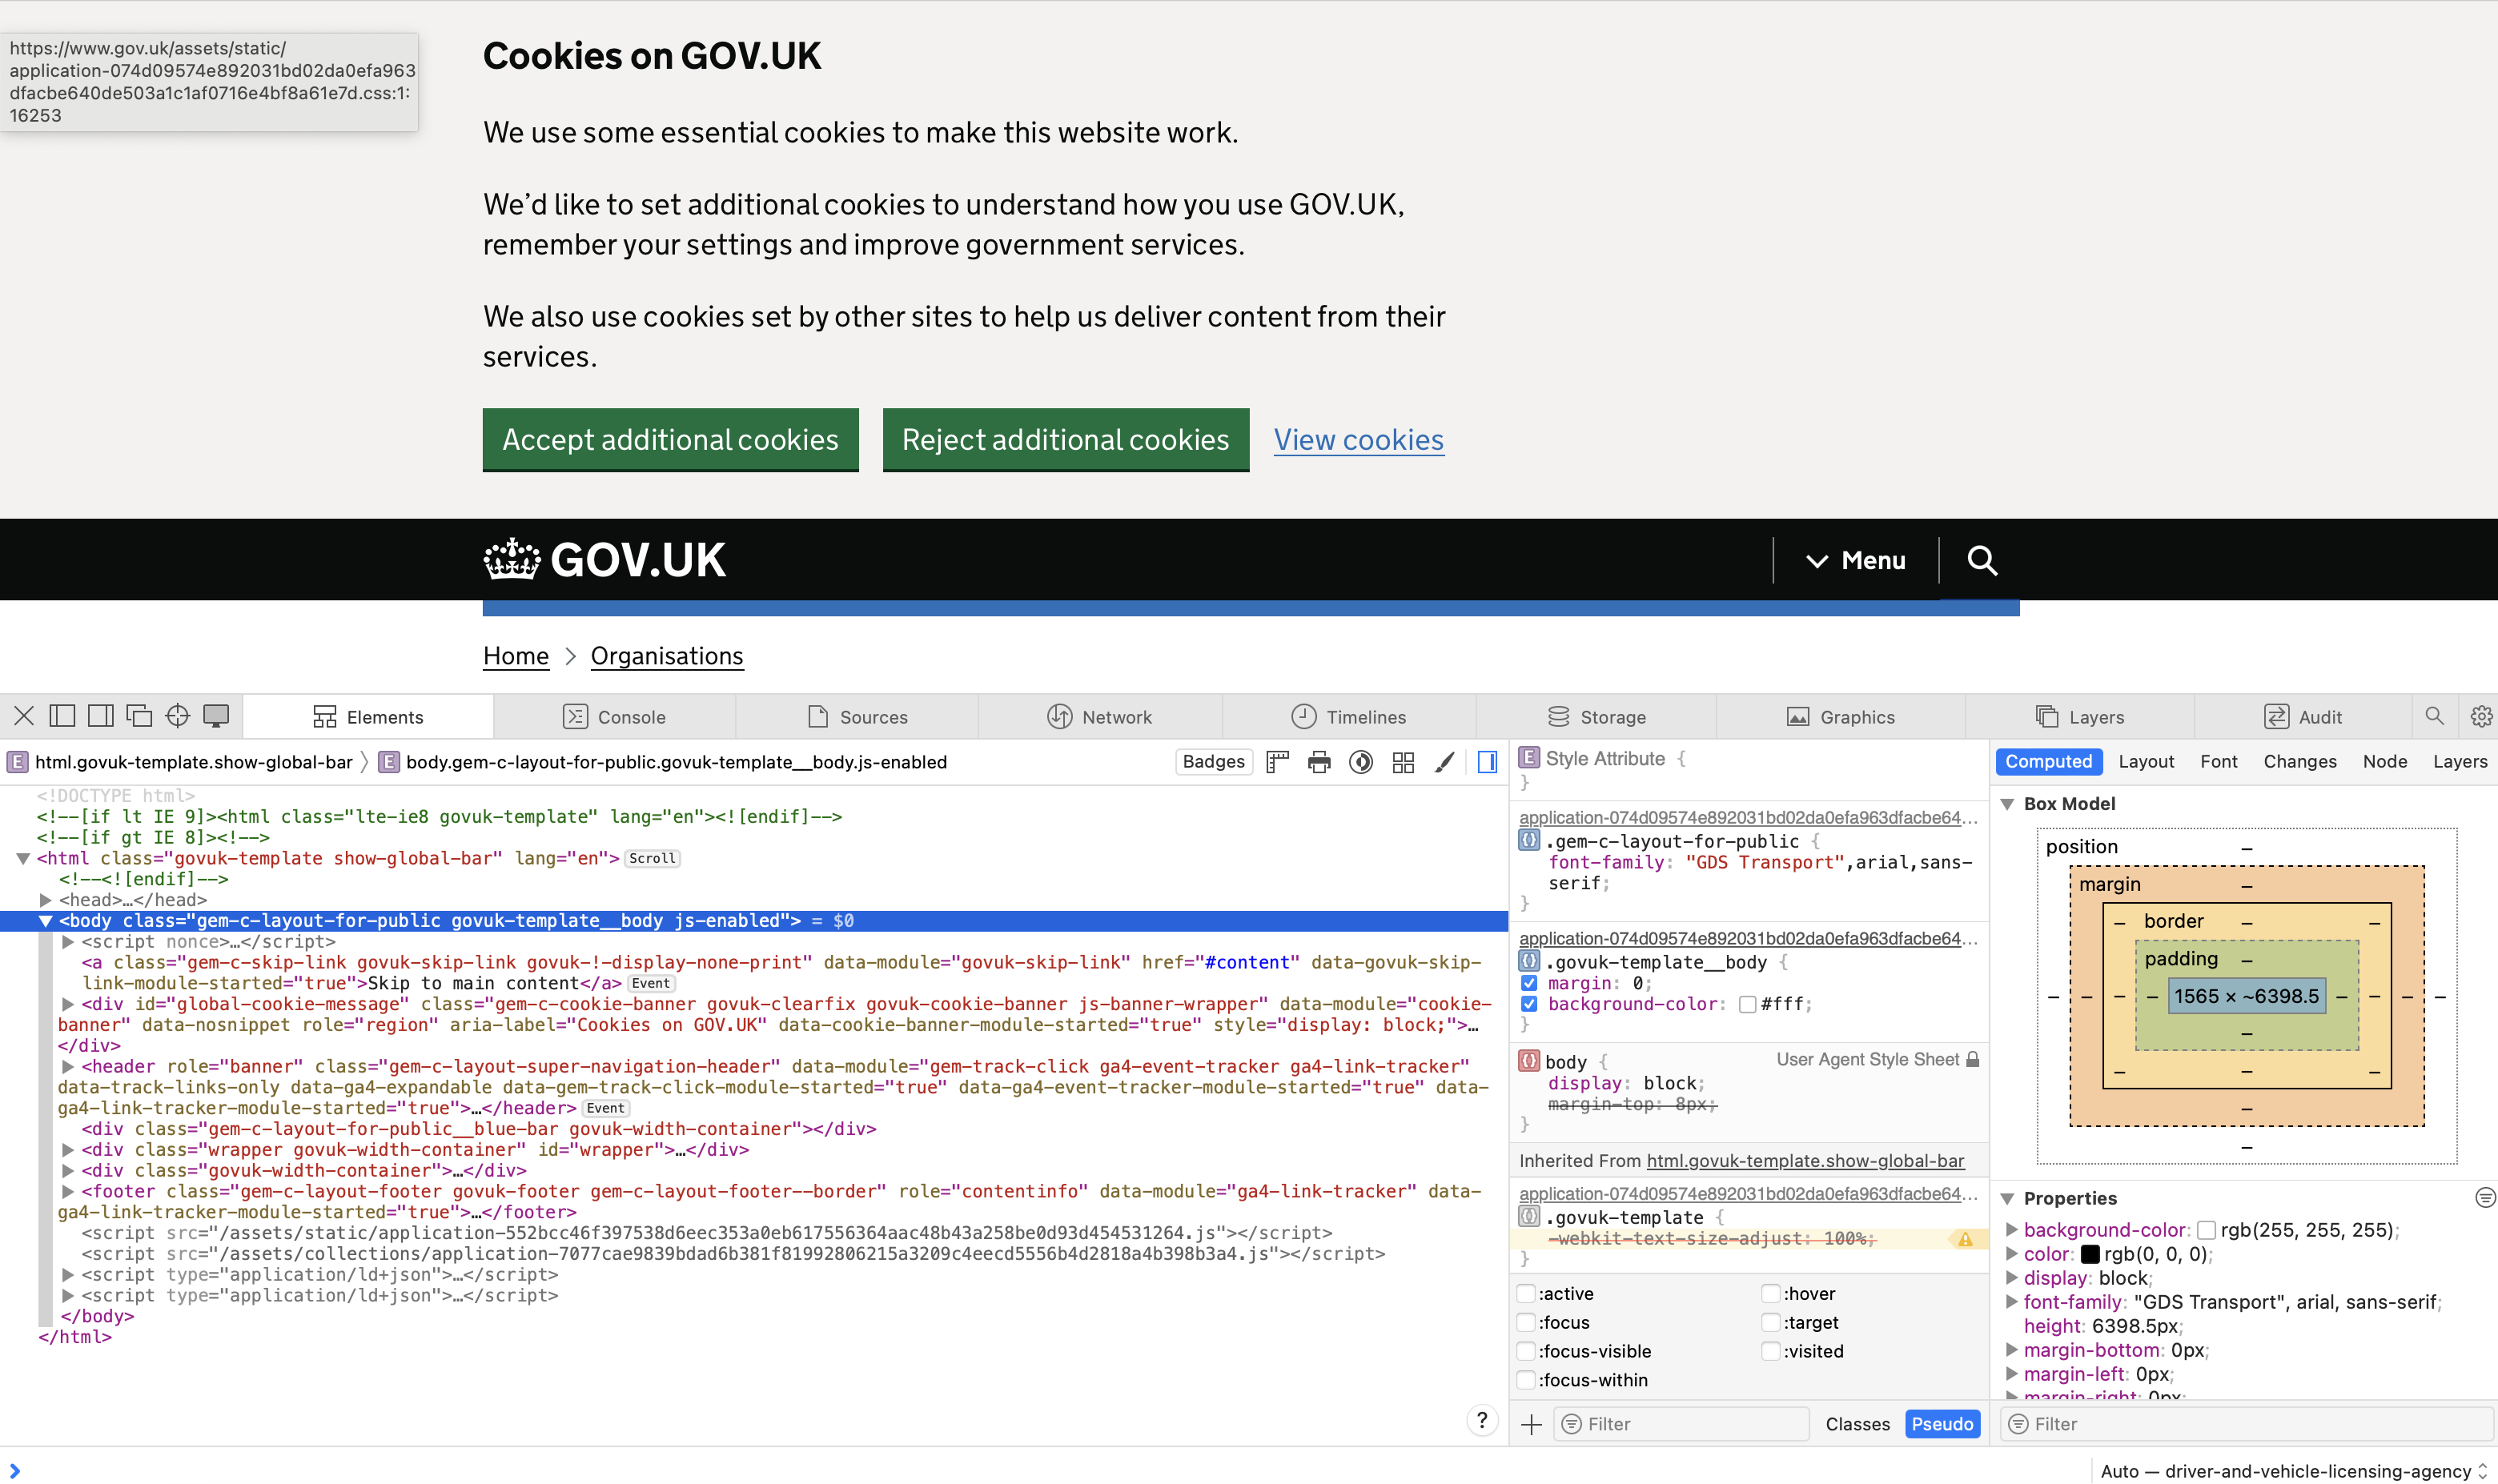 https://www.gov.uk/assets/static/
application-074d09574e892031bd02da0efa963
dfacbe640de503a1c1af0716e4bf8a61e7d.css:1:
16253
Cookies on GOV.UK
We use some essential cookies to make this website work.
We’d like to set additional cookies to understand how you use GOV.UK,
remember your settings and improve government services.
We also use cookies set by other sites to help us deliver content from their
services.
Accept additional cookies
Reject additional cookies
View cookies
GOV.UK
Menu
Home
Organisations
Elements
Console
Sources
Network
Timelines
Storage
Graphics
Layers
Audit
E html.govuk-template.show-global-bar
E body.gem-c-layout-for-public.govuk-template__body.js-enabled
Badges
<!DOCTYPE html>
<!--[if lt IE 9]><html class="lte-ie8 govuk-template" lang="en"><![endif]-->
<!--[if gt IE 8]><!-->
<html class="govuk-template show-global-bar" lang="en"> Scroll
<!--<![endif]-->
<head>…</head>
<body class="gem-c-layout-for-public govuk-template__body js-enabled"> = $0
<script nonce>…</script>
<a class="gem-c-skip-link govuk-skip-link govuk-!-display-none-print" data-module="govuk-skip-link" href="#content" data-govuk-skip-
link-module-started="true">Skip to main content</a> Event
<div id="global-cookie-message" class="gem-c-cookie-banner govuk-clearfix govuk-cookie-banner js-banner-wrapper" data-module="cookie-
banner" data-nosnippet role="region" aria-label="Cookies on GOV.UK" data-cookie-banner-module-started="true" style="display: block;">…
</div>
<header role="banner" class="gem-c-layout-super-navigation-header" data-module="gem-track-click ga4-event-tracker ga4-link-tracker"
data-track-links-only data-ga4-expandable data-gem-track-click-module-started="true" data-ga4-event-tracker-module-started="true" data-
ga4-link-tracker-module-started="true">…</header> Event
<div class="gem-c-layout-for-public__blue-bar govuk-width-container"></div>
<div class="wrapper govuk-width-container" id="wrapper">…</div>
<div class="govuk-width-container">…</div>
<footer class="gem-c-layout-footer govuk-footer gem-c-layout-footer--border" role="contentinfo" data-module="ga4-link-tracker" data-
ga4-link-tracker-module-started="true">…</footer>
<script src="/assets/static/application-552bcc46f397538d6eec353a0eb617556364aac48b43a258be0d93d454531264.js"></script>
<script src="/assets/collections/application-7077cae9839bdad6b381f81992806215a3209c4eecd5556b4d2818a4b398b3a4.js"></script>
<script type="application/ld+json">…</script>
<script type="application/ld+json">…</script>
</body>
</html>
?
E Style Attribute {
}
application-074d09574e892031bd02da0efa963dfacbe64…
.gem-c-layout-for-public {
font-family: "GDS Transport",arial,sans-
serif;
}
application-074d09574e892031bd02da0efa963dfacbe64…
.govuk-template__body {
margin: 0;
background-color: #fff;
}
body { User Agent Style Sheet
display: block;
margin-top: 8px;
}
Inherited From html.govuk-template.show-global-bar
application-074d09574e892031bd02da0efa963dfacbe64…
.govuk-template {
-webkit-text-size-adjust: 100%;
}
:active
:hover
:focus
:target
:focus-visible
:visited
:focus-within
Filter
Classes
Pseudo
Computed
Layout
Font
Changes
Node
Layers
Box Model
position –
margin –
– border – –
padding –
– – – – 1565 × ~6398.5 – – – –
–
– – –
–
–
Properties
background-color: rgb(255, 255, 255);
color: rgb(0, 0, 0);
display: block;
font-family: "GDS Transport", arial, sans-serif;
height: 6398.5px;
margin-bottom: 0px;
margin-left: 0px;
margin-right: 0px;
Filter
Auto — driver-and-vehicle-licensing-agency